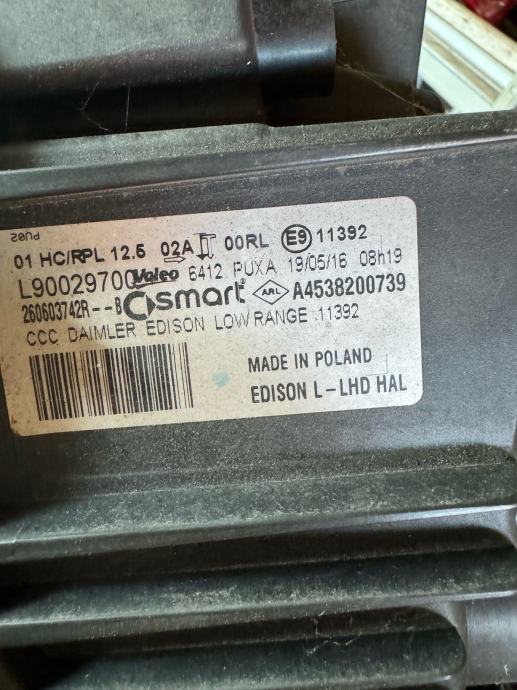 PU02
01 HC/RPL 12.5 02A 00RL E9 11392
L90029700 Valeo 6412 PUXA 19/05/16 08h19
260603742R--B smart ARL A4538200739
CCC DAIMLER EDISON LOW RANGE 11392
MADE IN POLAND
EDISON L-LHD HAL